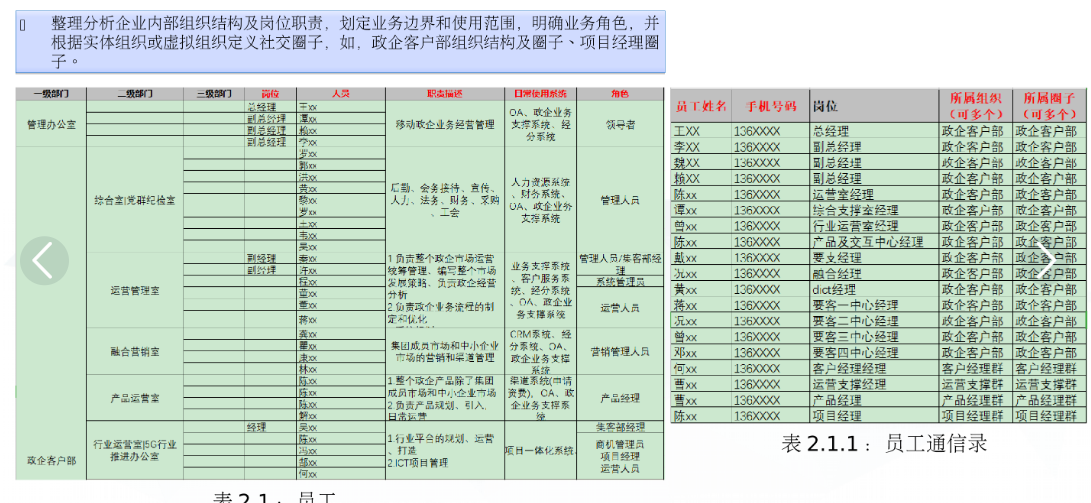 整理分析企业内部组织结构及岗位职责，划定业务边界和使用范围，明确业务角色，并
根据实体组织或虚拟组织定义社交圈子，如，政企客户部组织结构及圈子、项目经理圈
子。
一级部门 二级部门 三级部门 岗位 人员 职责描述 日常使用系统 角色
管理办公室
总经理 王xx
副总经理 谭xx
副总经理 赖xx
副总经理 李xx
移动政企业务经营管理
OA、政企业务
支撑系统、经
分系统
领导者
综合室|党群纪检室
罗xx
郭xx
洪xx
黄xx
黎xx
罗xx
王xx
韦xx
吴xx
后勤、会务接待、宣传、
人力、法务、财务、采购
、工会
人力资源系统
、财务系统、
OA、政企业务
支撑系统
管理人员
运营管理室
副经理 秦xx
副经理 许xx
程xx
董xx
蒋xx
1.负责整个政企市场运营
统筹管理、编写整个市场
发展策略、负责政企经营
分析
2.负责政企业务流程的制
定和优化
业务支撑系统
、客户服务系
统、经分系统
、OA、政企业
务支撑系统
管理人员/集客部经
理
系统管理员
运营人员
融合营销室
龚xx
瞿xx
康xx
林xx
集团成员市场和中小企业
市场的营销和渠道管理
CRM系统、经
分系统、OA、
政企业务支撑
系统
营销管理人员
产品运营室
陈xx
陈xx
陈xx
1.整个政企产品除了集团
成员市场和中小企业市场
2.负责产品规划、引入、
日常运营
渠道系统(申请
资费)、OA、政
企业务支撑系
统
产品经理
政企客户部
行业运营室|5G行业
推进办公室
经理 吴xx
陈xx
冯xx
郜xx
何xx
1.行业平台的规划、运营
、打造
2.ICT项目管理
项目一体化系统、
集客部经理
商机管理员
项目经理
运营人员
表 2.1： 员工
员工姓名 手机号码 岗位 所属组织（可多个） 所属圈子（可多个）
王XX 136XXXX 总经理 政企客户部 政企客户部
李XX 136XXXX 副总经理 政企客户部 政企客户部
魏XX 136XXXX 副总经理 政企客户部 政企客户部
赖XX 136XXXX 副总经理 政企客户部 政企客户部
陈xx 136XXXX 运营室经理 政企客户部 政企客户部
谭xx 136XXXX 综合支撑室经理 政企客户部 政企客户部
曾xx 136XXXX 行业运营室经理 政企客户部 政企客户部
陈xx 136XXXX 产品及交互中心经理 政企客户部 政企客户部
戴xx 136XXXX 要支经理 政企客户部 政企客户部
况xx 136XXXX 融合经理 政企客户部 政企客户部
黄xx 136XXXX dict经理 政企客户部 政企客户部
蒋xx 136XXXX 要客一中心经理 政企客户部 政企客户部
况xx 136XXXX 要客二中心经理 政企客户部 政企客户部
曾xx 136XXXX 要客三中心经理 政企客户部 政企客户部
邓xx 136XXXX 要客四中心经理 政企客户部 政企客户部
何xx 136XXXX 客户经理经理 客户经理群 客户经理群
曹xx 136XXXX 运营支撑经理 运营支撑群 运营支撑群
曹xx 136XXXX 产品经理 产品经理群 产品经理群
陈xx 136XXXX 项目经理 项目经理群 项目经理群
表 2.1.1： 员工通信录